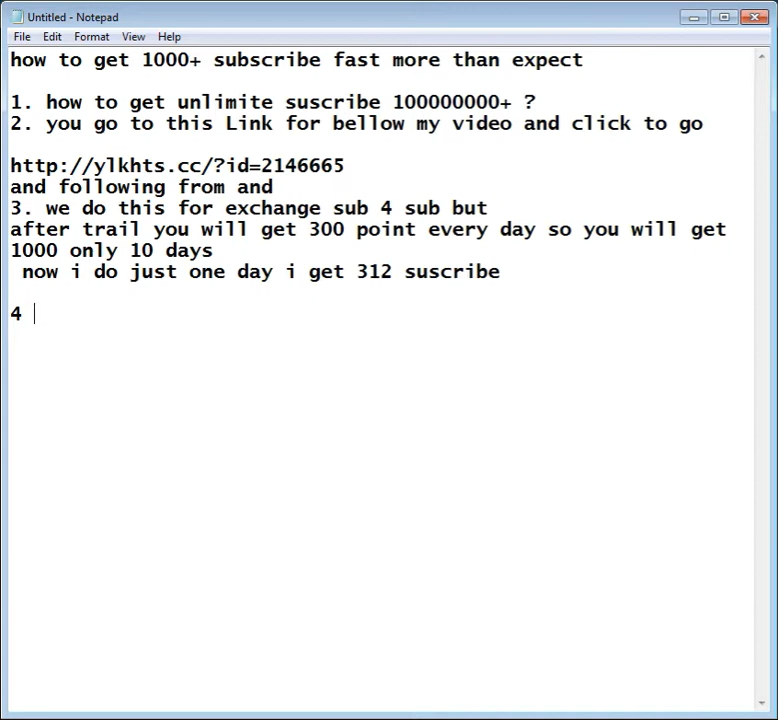 Untitled - Notepad
File Edit Format View Help
how to get 1000+ subscribe fast more than expect
1. how to get unlimite suscribe 100000000+ ?
2. you go to this Link for bellow my video and click to go
http://ylkhts.cc/?id=2146665
and following from and
3. we do this for exchange sub 4 sub but
after trail you will get 300 point every day so you will get
1000 only 10 days
now i do just one day i get 312 suscribe
4